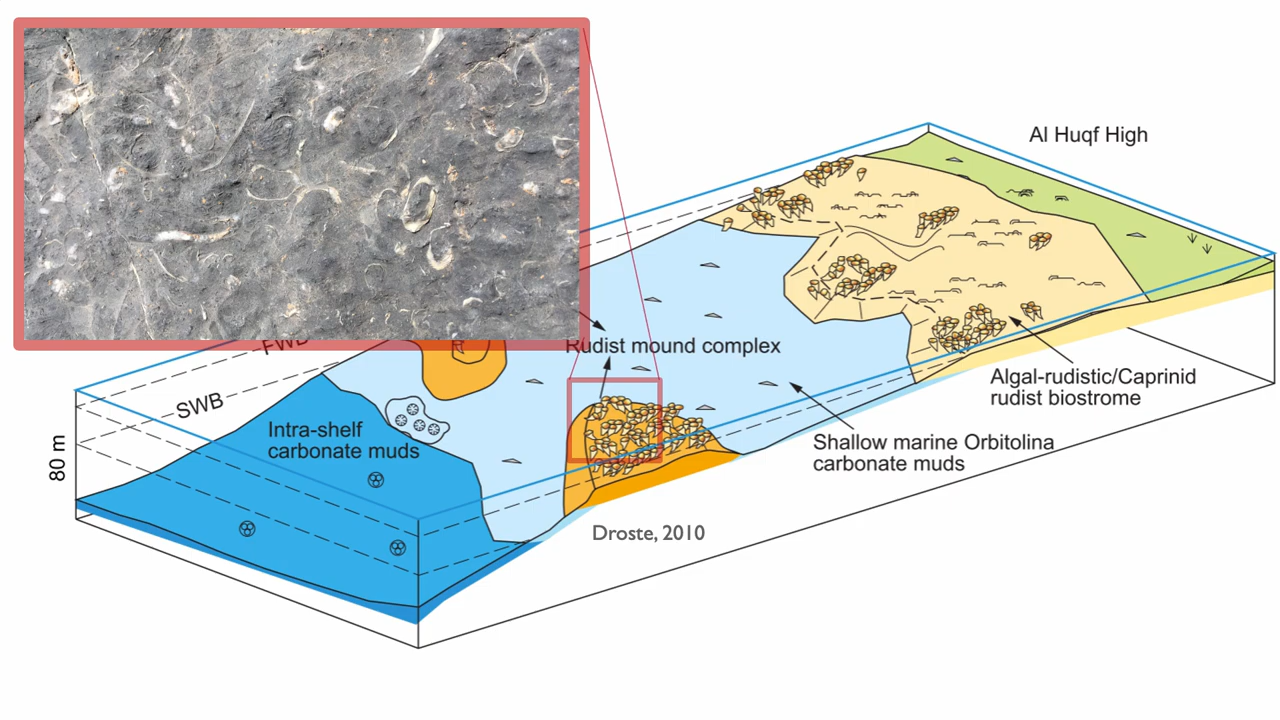 Al Huqf High
FWB
Rudist mound complex
Algal-rudistic/Caprinid
rudist biostrome
SWB
Intra-shelf
carbonate muds
Shallow marine Orbitolina
carbonate muds
80 m
Droste, 2010